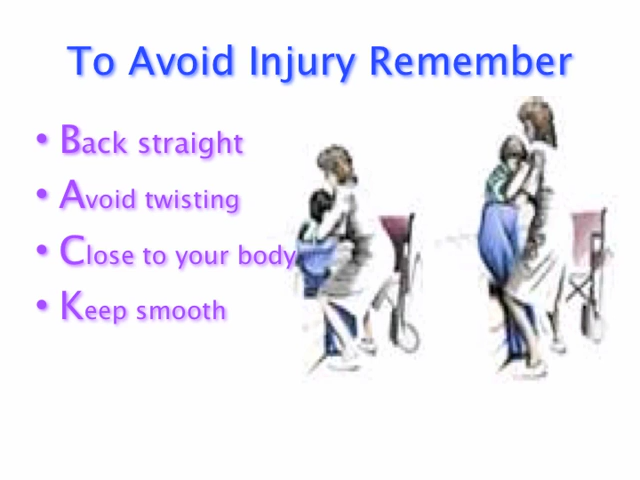 To Avoid Injury Remember
• Back straight
• Avoid twisting
• Close to your body
• Keep smooth